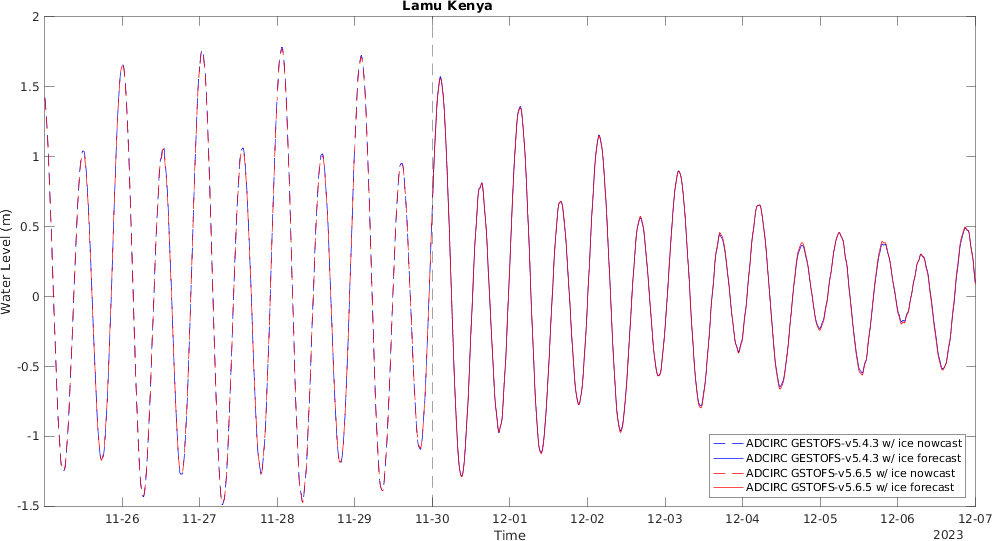 Lamu Kenya
2
1.5
1
0.5
0
-0.5
-1
-1.5
Water Level (m)
ADCIRC GESTOFS-v5.4.3 w/ ice nowcast
ADCIRC GESTOFS-v5.4.3 w/ ice forecast
ADCIRC GSTOFS-v5.6.5 w/ ice nowcast
ADCIRC GSTOFS-v5.6.5 w/ ice forecast
11-26 11-27 11-28 11-29 11-30 12-01 12-02 12-03 12-04 12-05 12-06 12-07
Time
2023